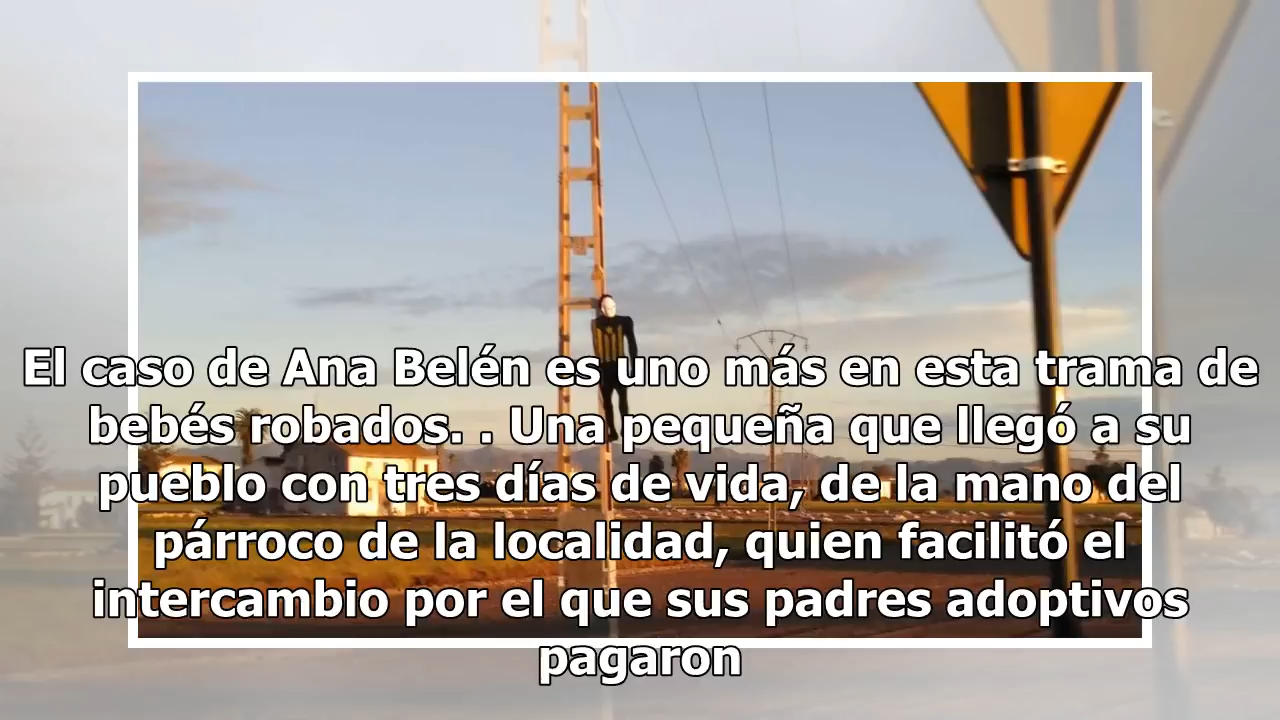 El caso de Ana Belén es uno más en esta trama de
bebés robados. . Una pequeña que llegó a su
pueblo con tres días de vida, de la mano del
párroco de la localidad, quien facilitó el
intercambio por el que sus padres adoptivos
pagaron